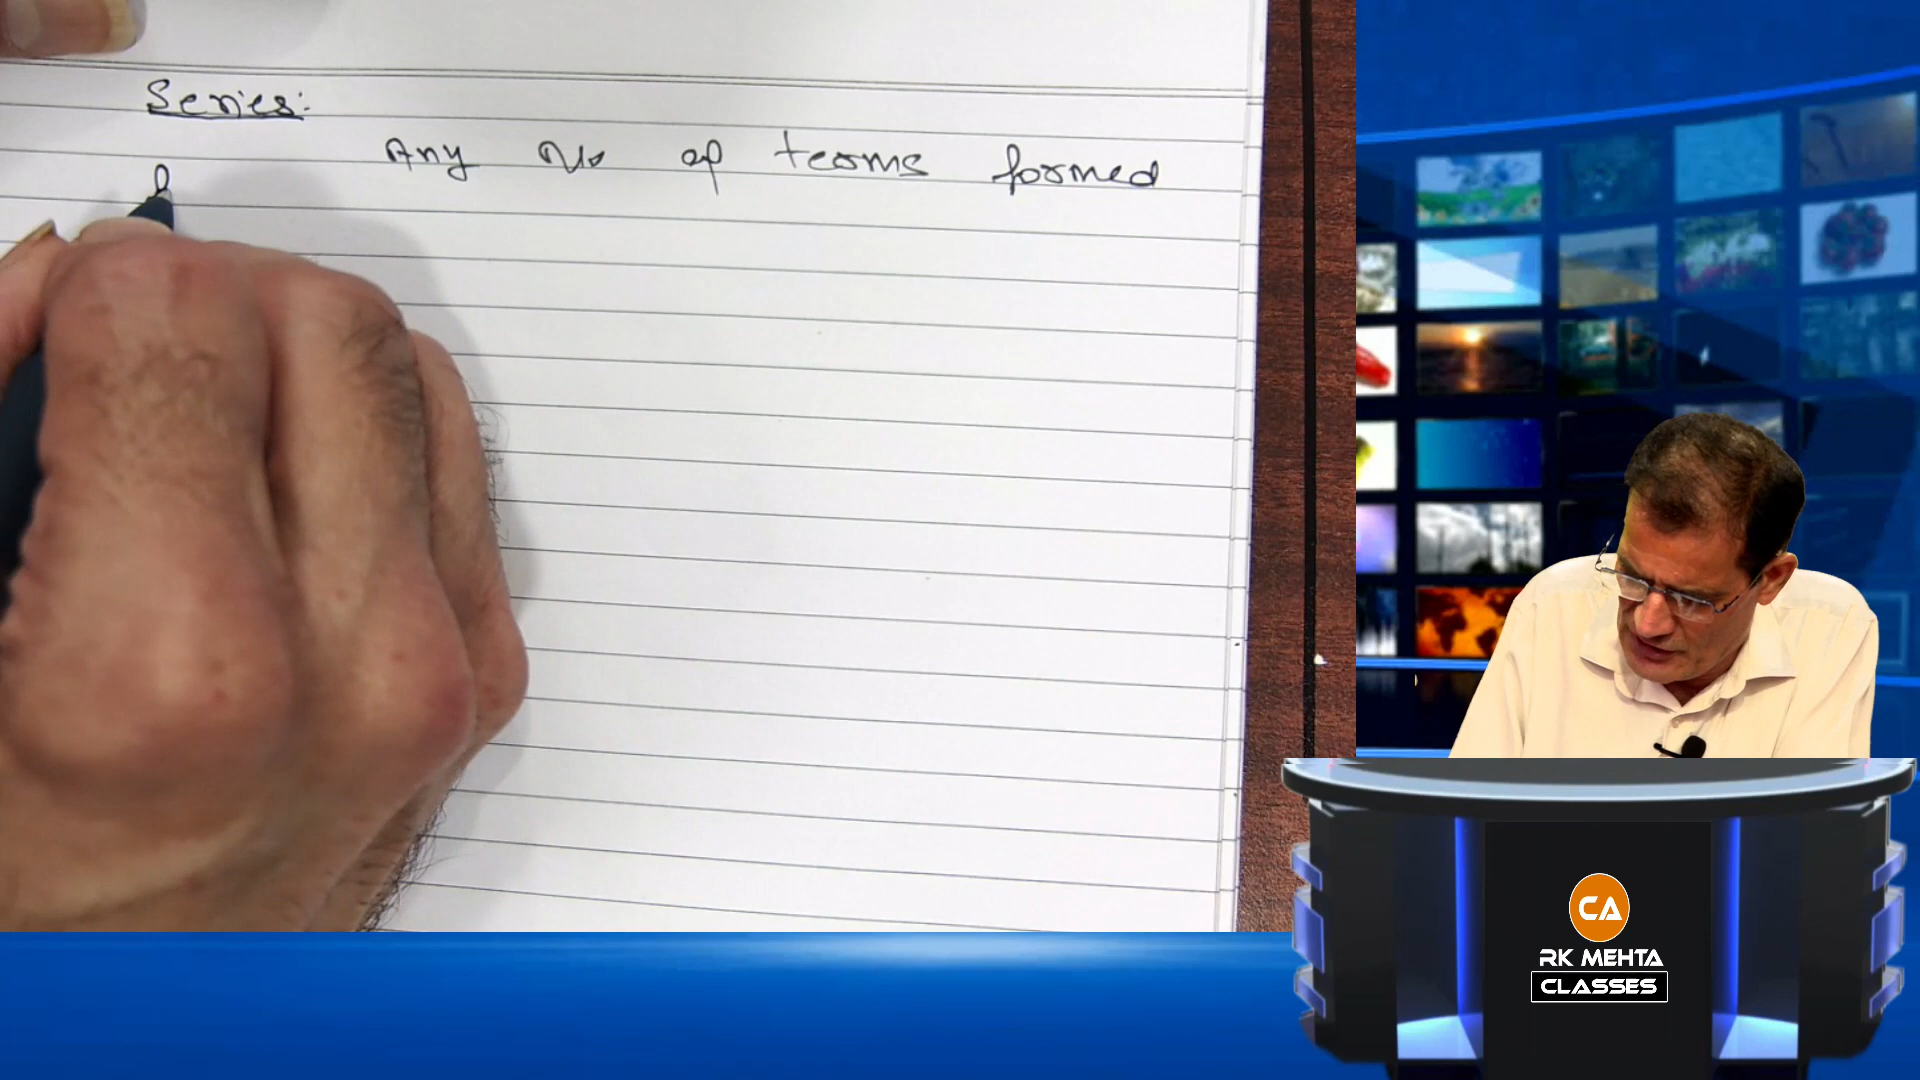 Series:
Any No of terms formed
CA
RK MEHTA
CLASSES